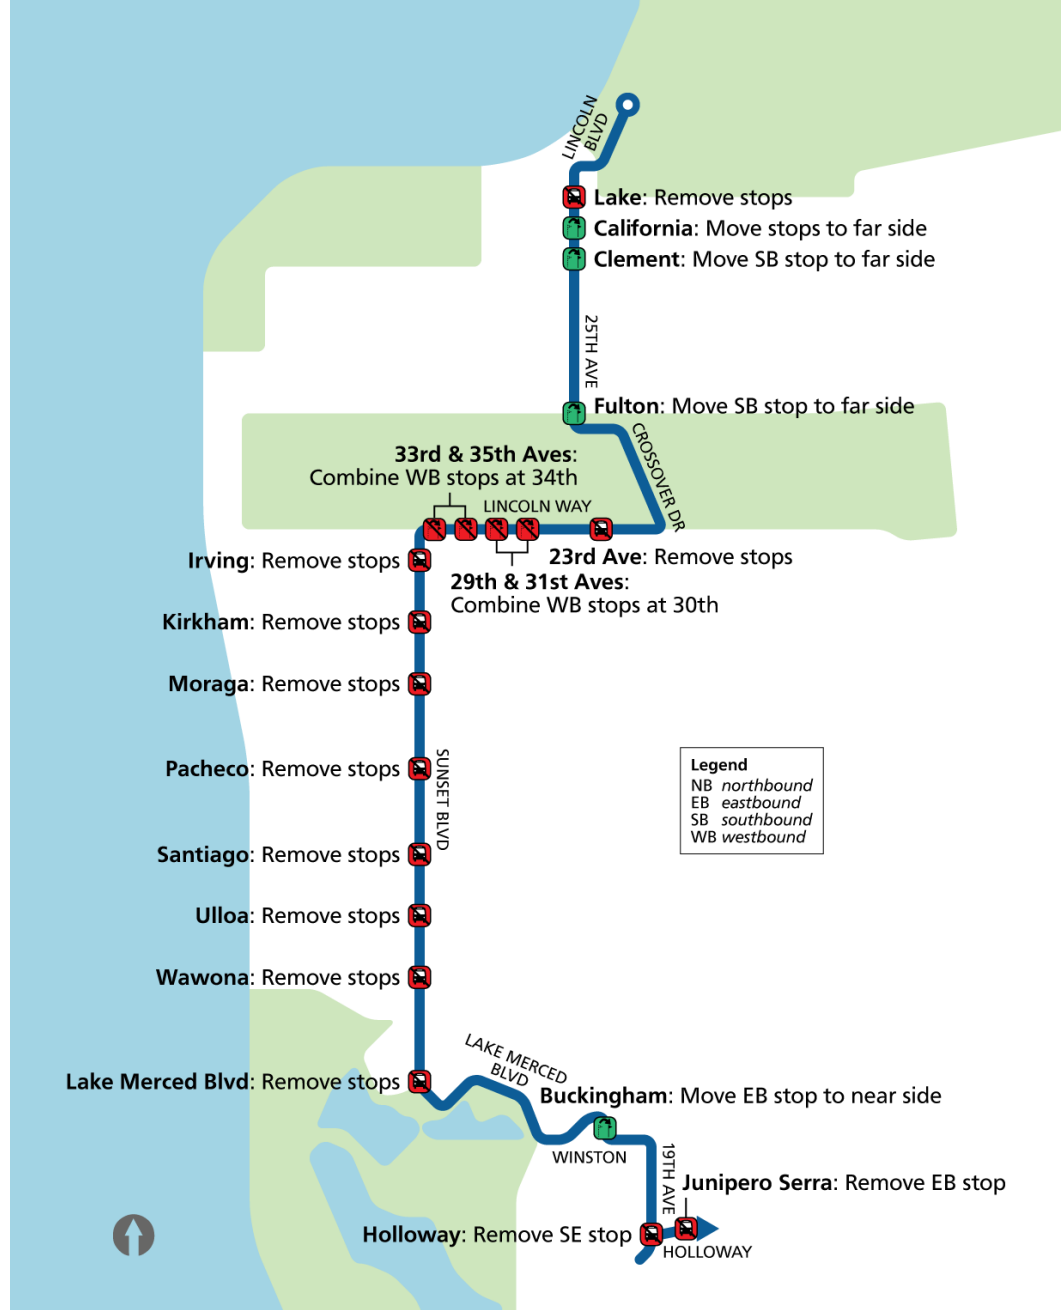 LINCOLN
BLVD
Lake: Remove stops
California: Move stops to far side
Clement: Move SB stop to far side
25TH AVE
Fulton: Move SB stop to far side
CROSSOVER DR
33rd & 35th Aves:
Combine WB stops at 34th
LINCOLN WAY
23rd Ave: Remove stops
29th & 31st Aves:
Combine WB stops at 30th
Irving: Remove stops
Kirkham: Remove stops
Moraga: Remove stops
Pacheco: Remove stops
SUNSET BLVD
Santiago: Remove stops
Ulloa: Remove stops
Wawona: Remove stops
Legend
NB northbound
EB eastbound
SB southbound
WB westbound
Lake Merced Blvd: Remove stops
LAKE MERCED
BLVD
Buckingham: Move EB stop to near side
WINSTON
19TH AVE
Junipero Serra: Remove EB stop
Holloway: Remove SE stop
HOLLOWAY